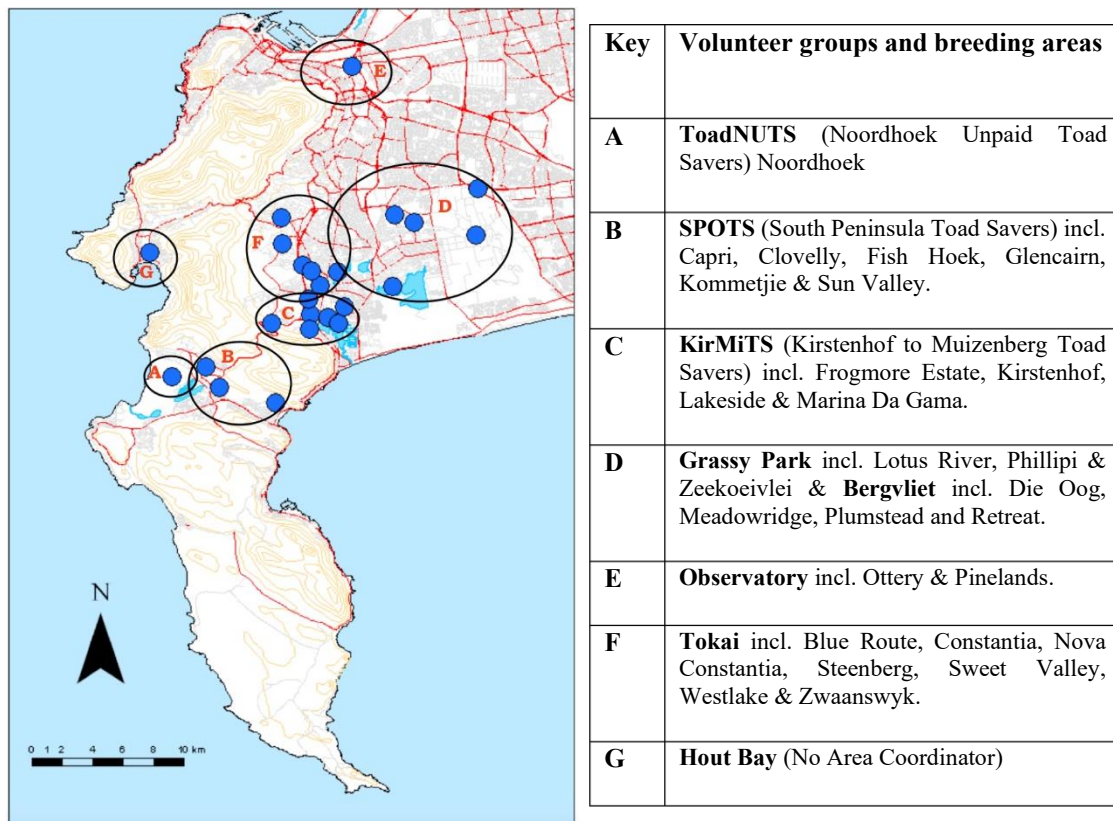 E
D
F
G
C
B
A
N
0 1 2 4 6 8 10 km
Key Volunteer groups and breeding areas
A ToadNUTS (Noordhoek Unpaid Toad
Savers) Noordhoek
B SPOTS (South Peninsula Toad Savers) incl.
Capri, Clovelly, Fish Hoek, Glencairn,
Kommetjie & Sun Valley.
C KirMiTS (Kirstenhof to Muizenberg Toad
Savers) incl. Frogmore Estate, Kirstenhof,
Lakeside & Marina Da Gama.
D Grassy Park incl. Lotus River, Phillipi &
Zeekoeivlei & Bergvliet incl. Die Oog,
Meadowridge, Plumstead and Retreat.
E Observatory incl. Ottery & Pinelands.
F Tokai incl. Blue Route, Constantia, Nova
Constantia, Steenberg, Sweet Valley,
Westlake & Zwaanswyk.
G Hout Bay (No Area Coordinator)